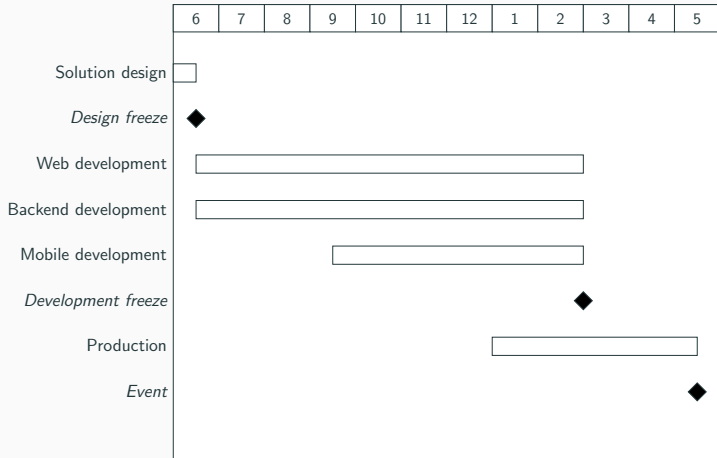 6 7 8 9 10 11 12 1 2 3 4 5
Solution design
Design freeze
Web development
Backend development
Mobile development
Development freeze
Production
Event